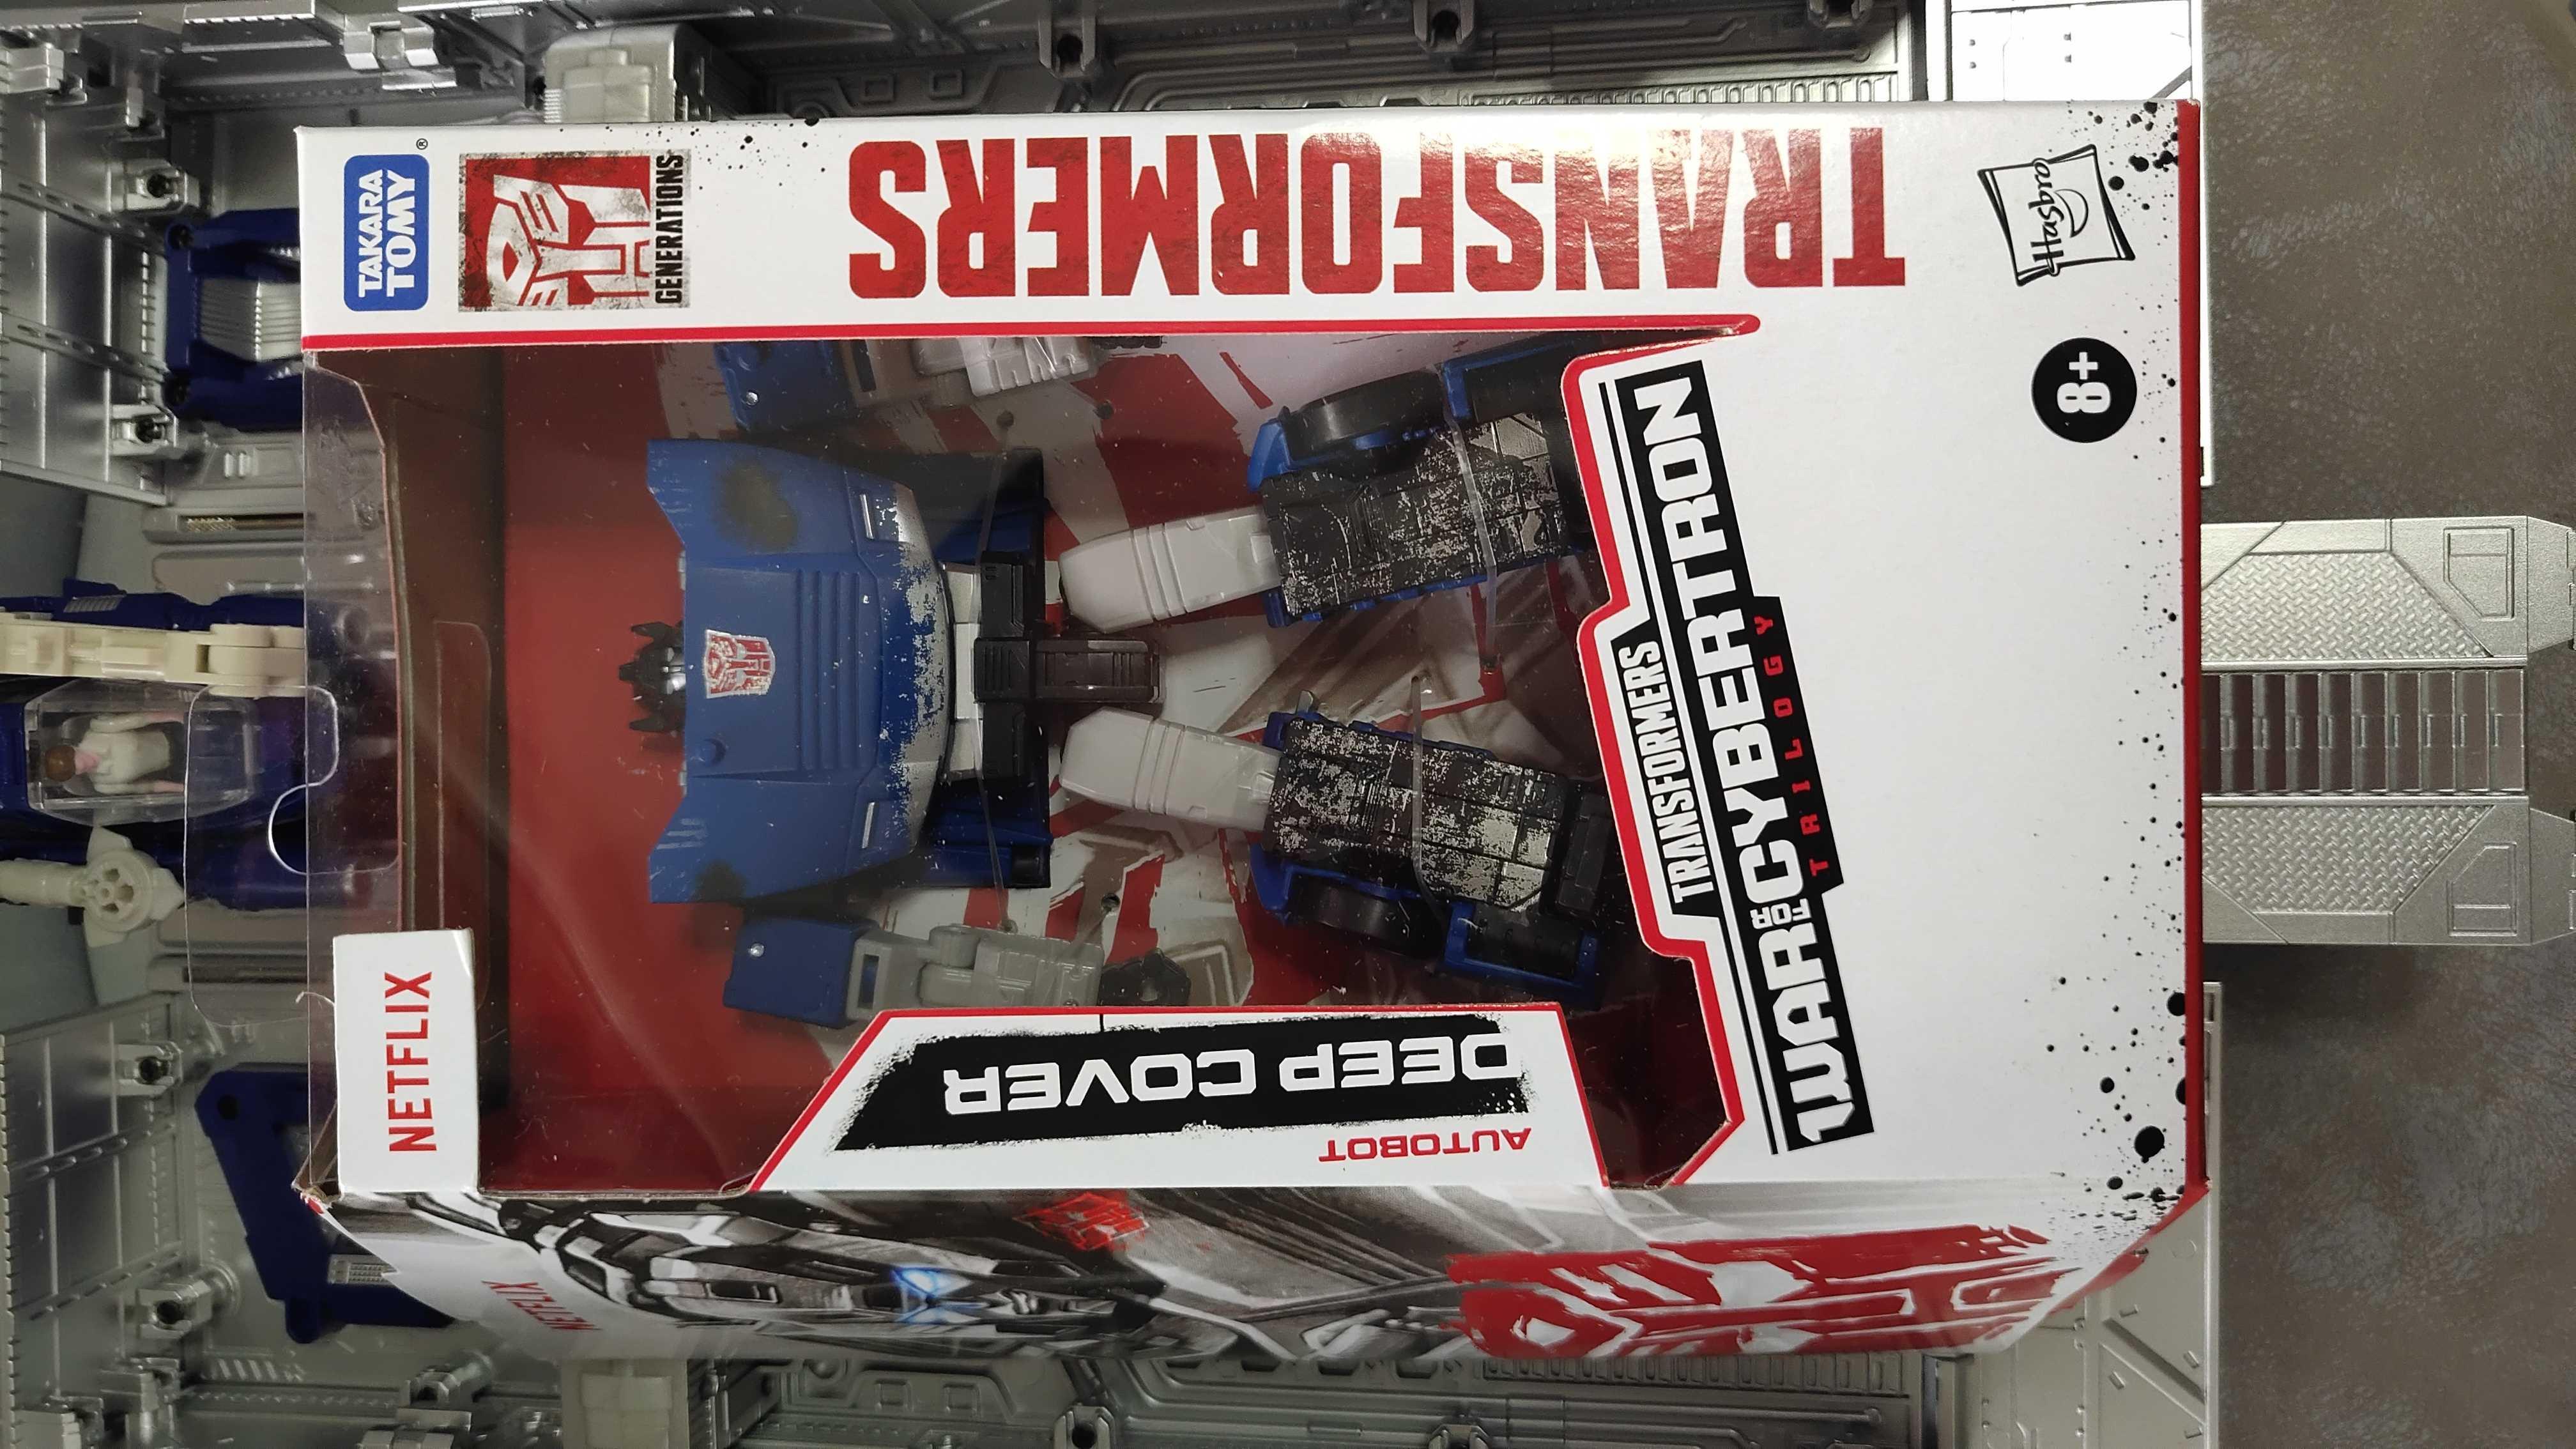 TAKARA
TOMY®
GENERATIONS
TRANSFORMERS
Hasbro
8+
NETFLIX
AUTOBOT
DEEP COVER
TRANSFORMERS
WAR FOR CYBERTRON
TRILOGY
NETFLIX